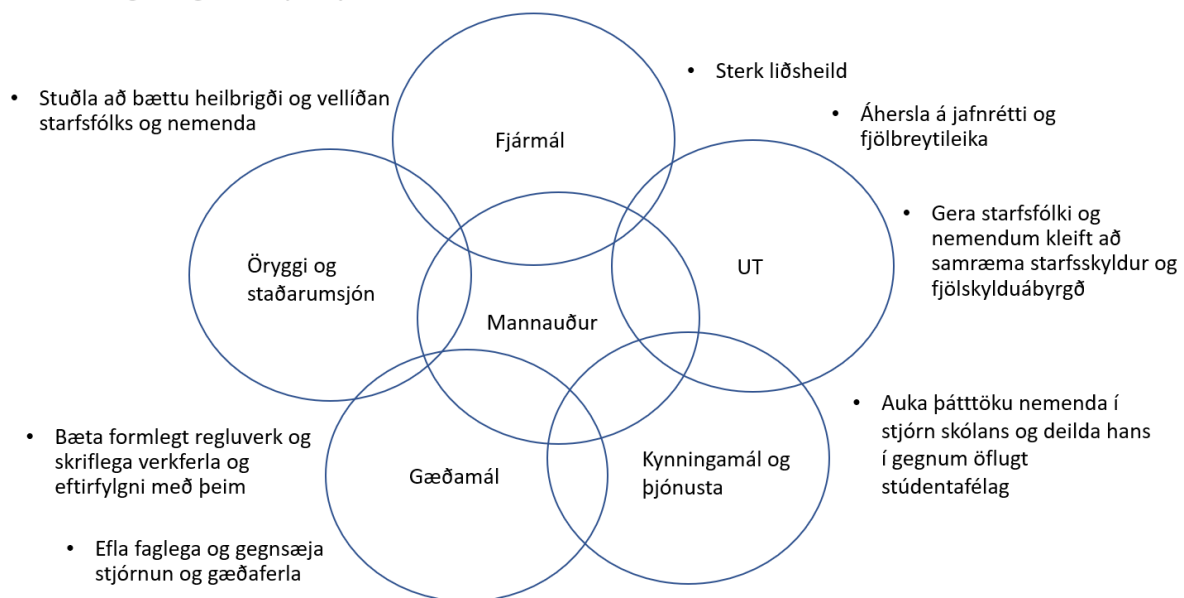 • Sterk liðsheild
• Stuðla að bættu heilbrigði og vellíðan
starfsfólks og nemenda
• Áhersla á jafnrétti og
fjölbreytileika
Fjármál
• Gera starfsfólki og
nemendum kleift að
samræma starfsskyldur og
fjölskylduábyrgð
Öryggi og
staðarumsjón
UT
Mannauður
• Auka þátttöku nemenda í
stjórn skólans og deilda hans
í gegnum öflugt
stúdentafélag
• Bæta formlegt regluverk og
skriflega verkferla og
eftirfylgni með þeim
Gæðamál
Kynningamál og
þjónusta
• Efla faglega og gegnsæja
stjórnun og gæðaferla